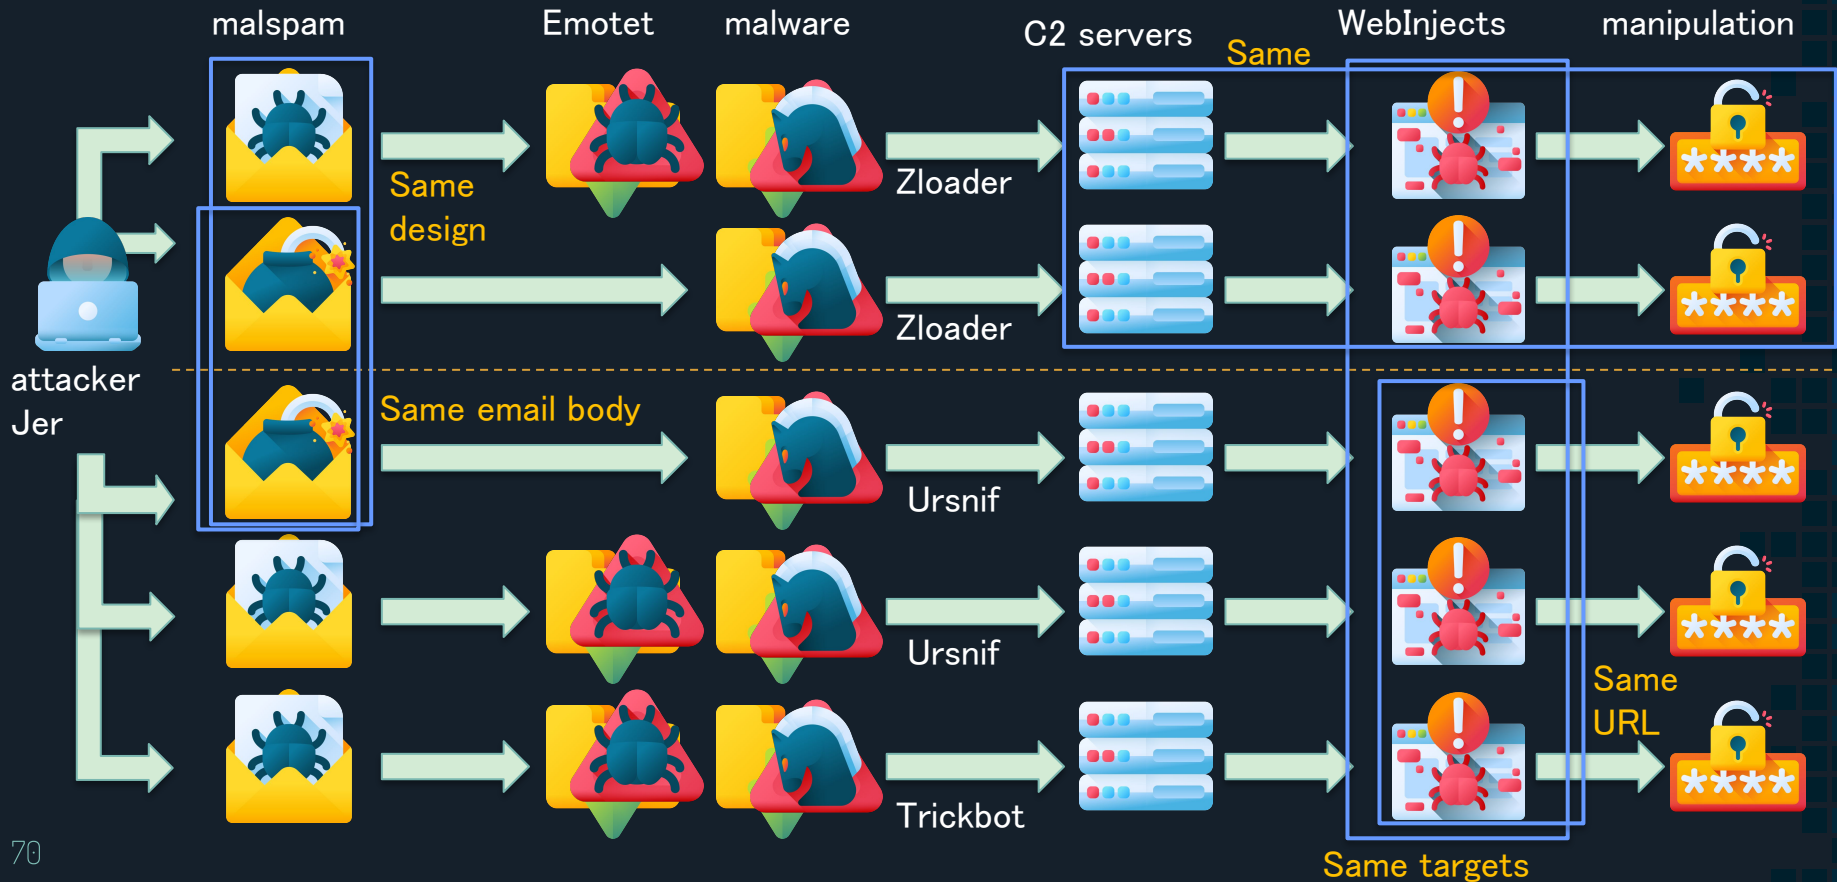 malspam
Emotet
malware
C2 servers
Same
WebInjects
manipulation
Same
design
Zloader
****
Zloader
****
attacker
Jer
Same email body
Ursnif
****
Ursnif
****
Same
URL
Trickbot
****
70
Same targets